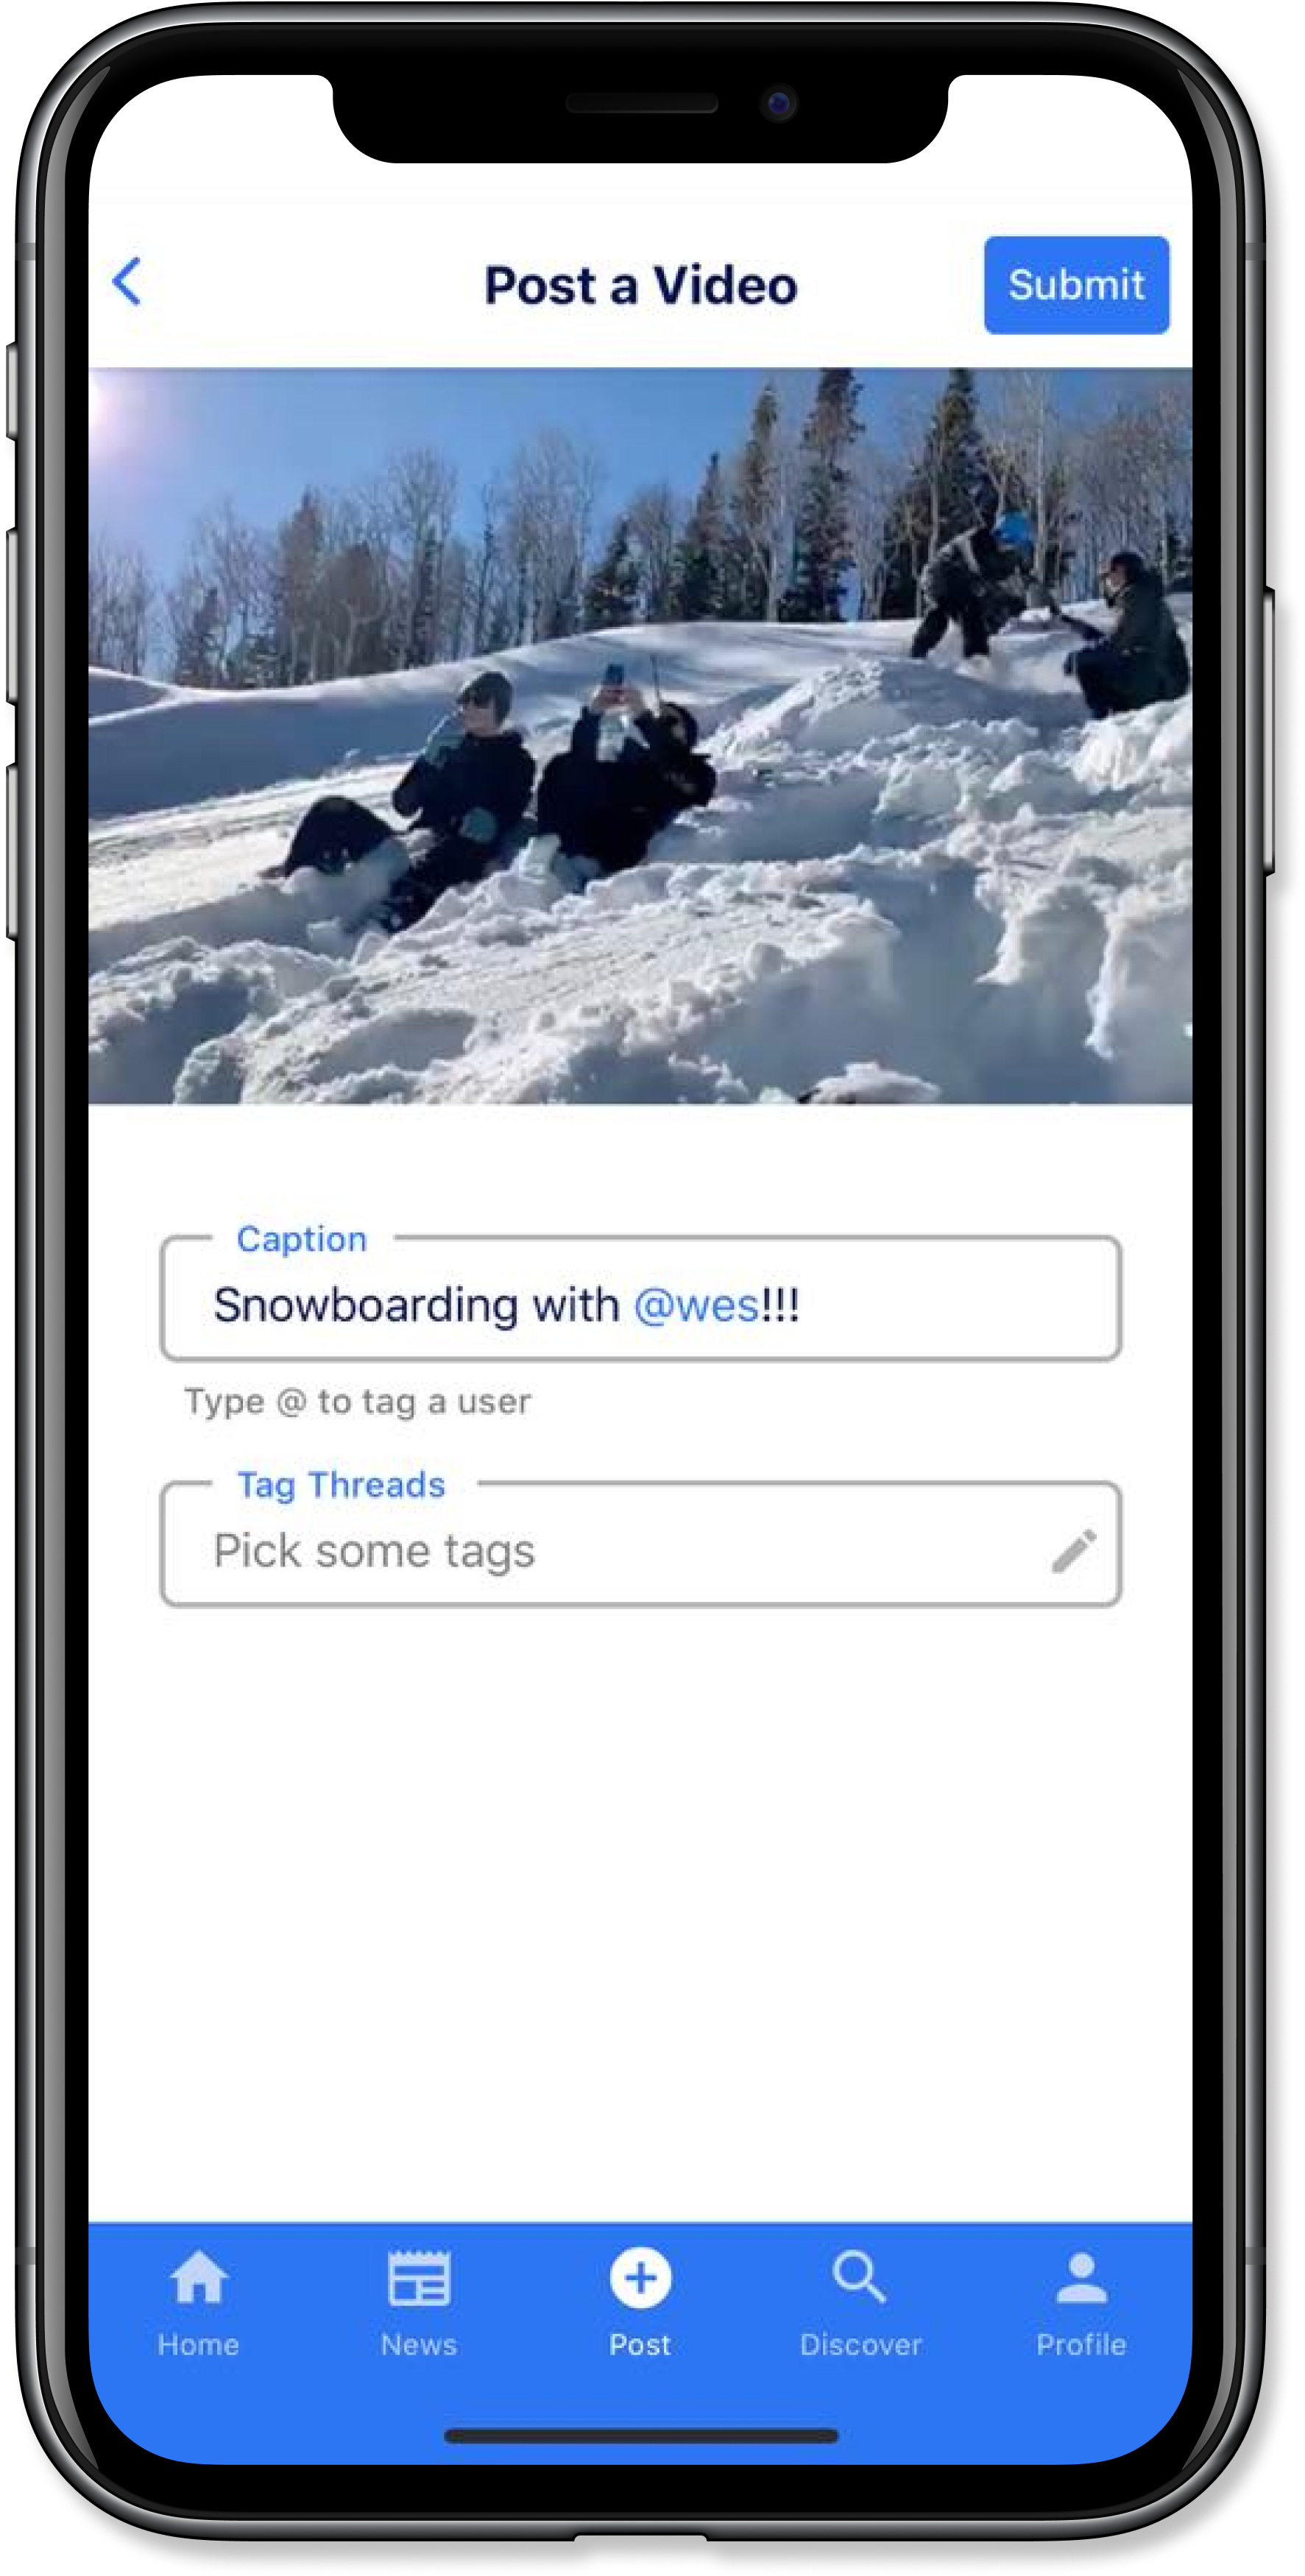 Post a Video
Submit
Caption
Snowboarding with @wes!!!
Type @ to tag a user
Tag Threads
Pick some tags
Home
News
Post
Discover
Profile